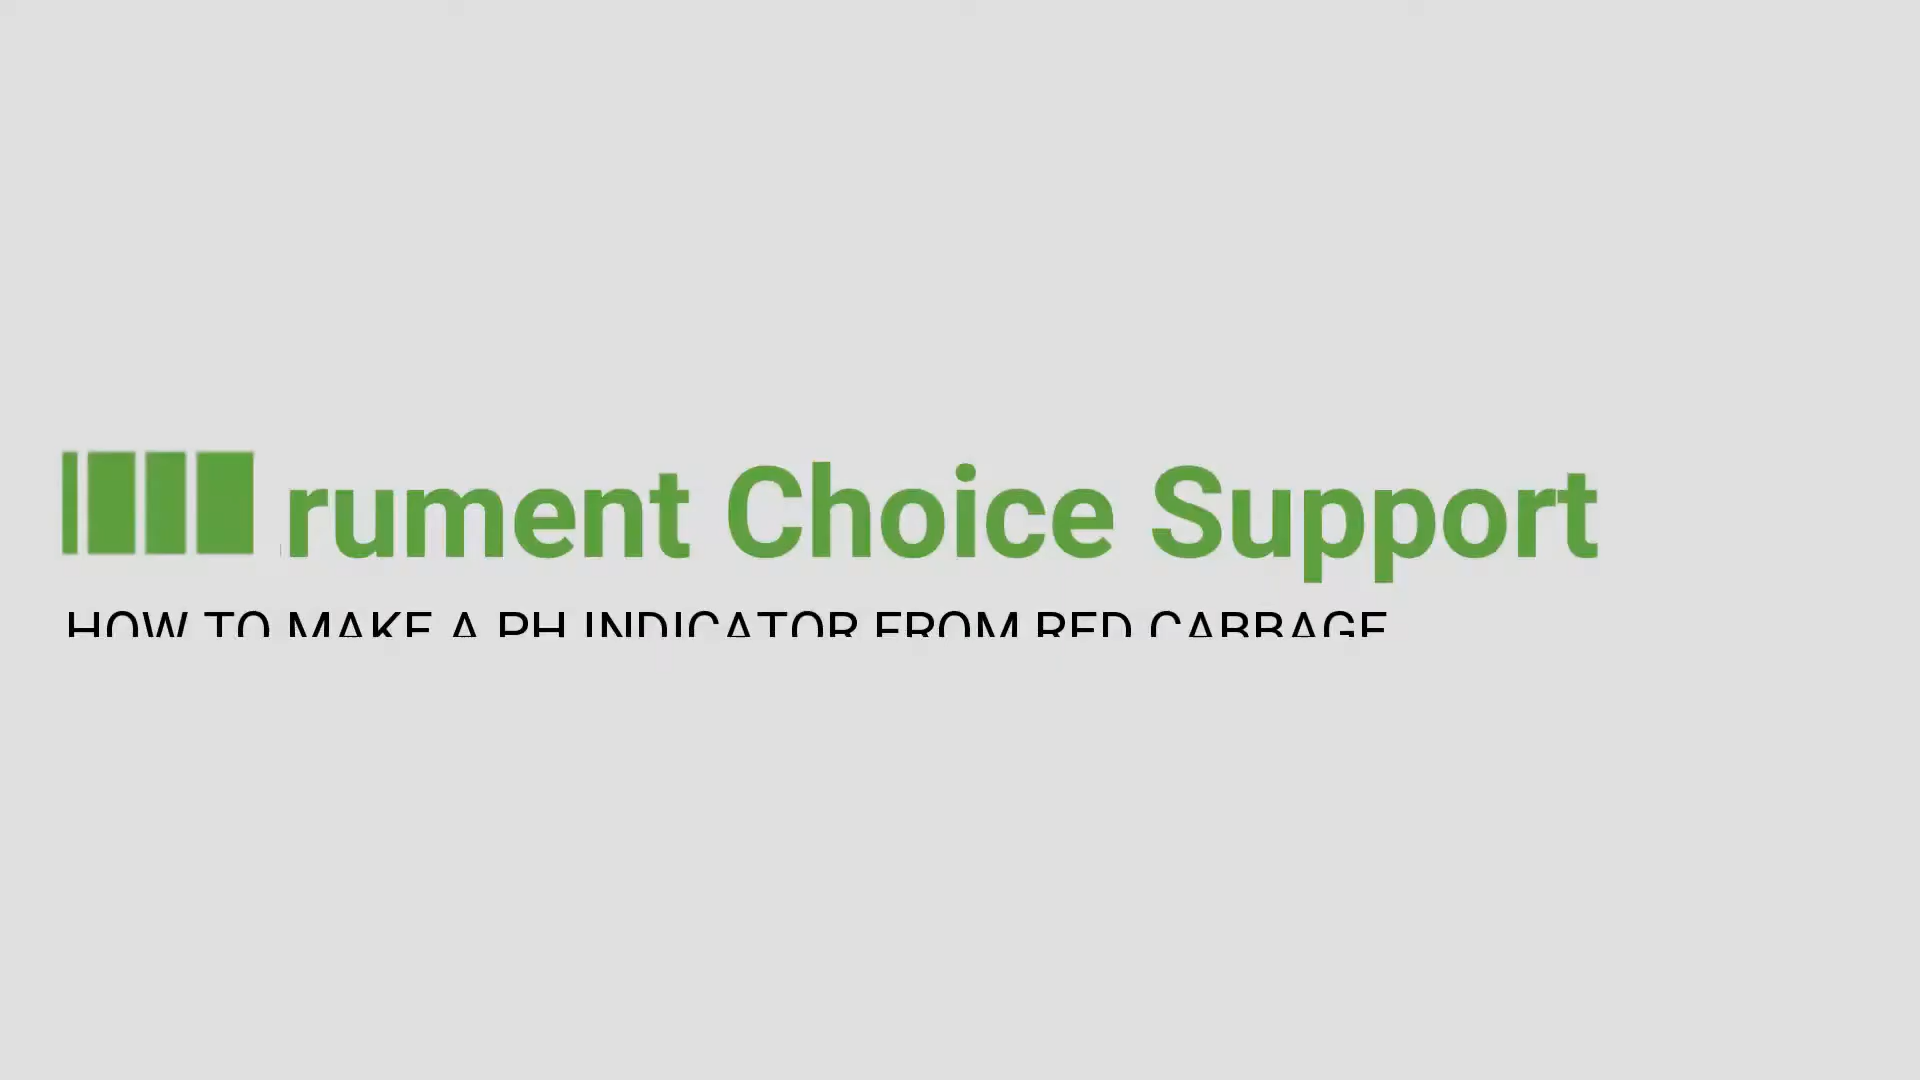 rument Choice Support
HOW TO MAKE A PH INDICATOR FROM RED CABBAGE